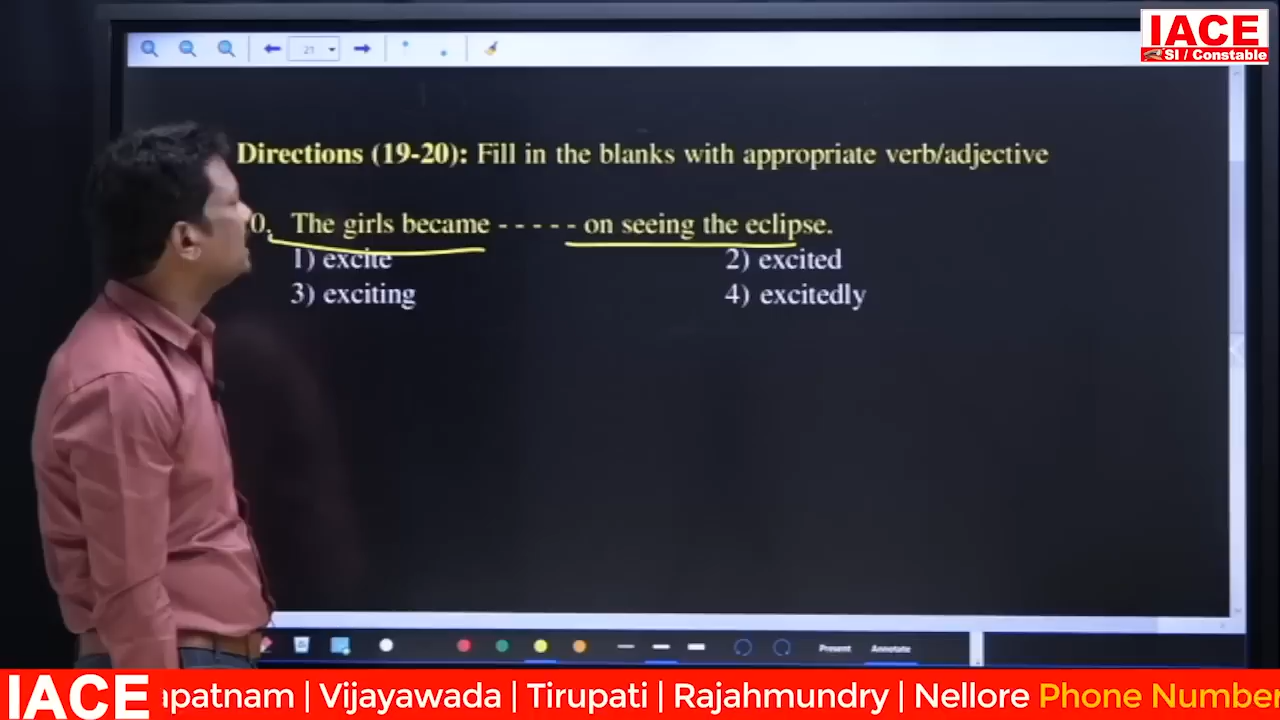 IACE
SI / Constable
21
Directions (19-20): Fill in the blanks with appropriate verb/adjective
0. The girls became - - - - - on seeing the eclipse.
1) excite 2) excited
3) exciting 4) excitedly
Present Annotate
IACE apatnam | Vijayawada | Tirupati | Rajahmundry | Nellore Phone Number